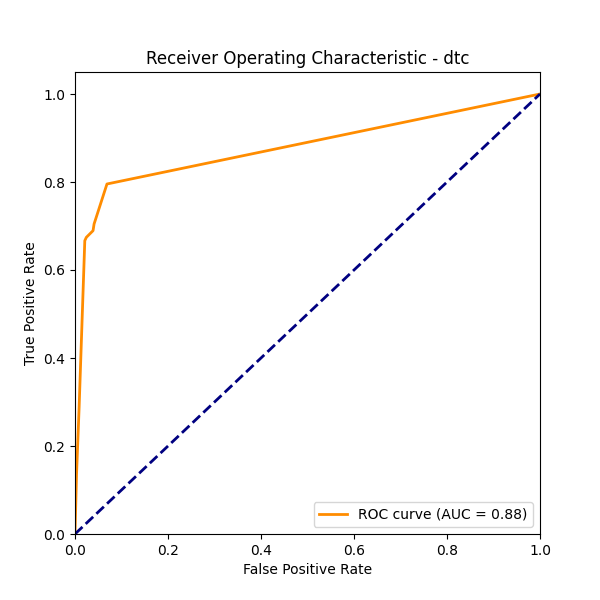 Receiver Operating Characteristic - dtc
True Positive Rate
1.0
0.8
0.6
0.4
0.2
0.0
ROC curve (AUC = 0.88)
0.0 0.2 0.4 0.6 0.8 1.0
False Positive Rate